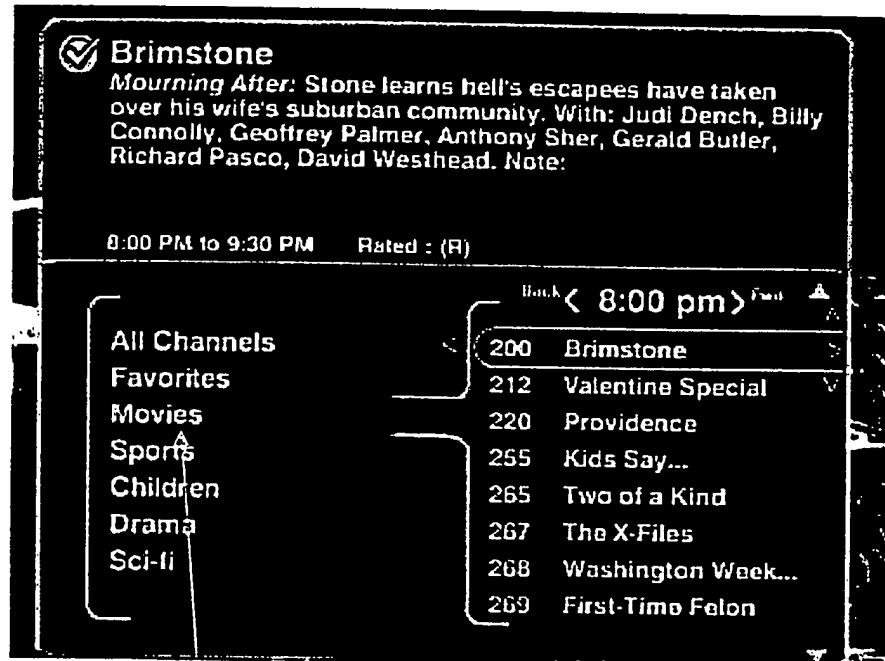 Brimstone
Mourning After: Stone learns hell's escapees have taken
over his wife's suburban community. With: Judi Dench, Billy
Connolly, Geoffrey Palmer, Anthony Sher, Gerald Butler,
Richard Pasco, David Westhead. Note:
8:00 PM to 9:30 PM Rated : (R)
Back < 8:00 pm > Fwd
All Channels
Favorites
Movies
Sports
Children
Drama
Sci-fi
200 Brimstone
212 Valentine Special
220 Providence
255 Kids Say...
265 Two of a Kind
267 The X-Files
268 Washington Week...
269 First-Time Felon